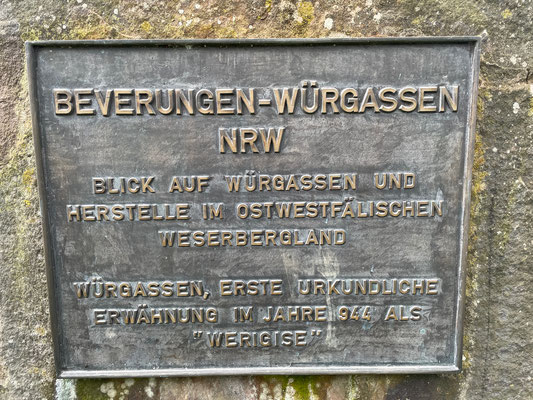 BEVERUNGEN-WÜRGASSEN
NRW
BLICK AUF WÜRGASSEN UND
HERSTELLE IM OSTWESTFÄLISCHEN
WESERBERGLAND
WÜRGASSEN, ERSTE URKUNDLICHE
ERWÄHNUNG IM JAHRE 944 ALS
"WERIGISE"